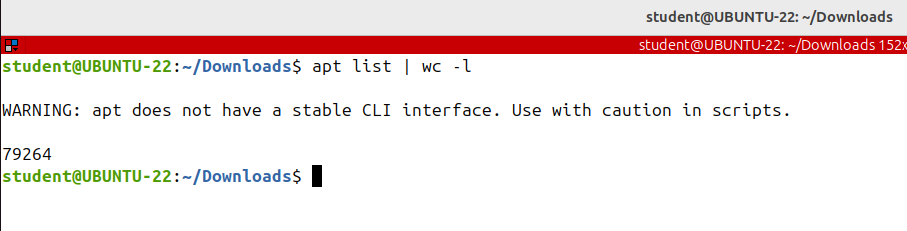 student@UBUNTU-22: ~/Downloads
student@UBUNTU-22: ~/Downloads 152x
student@UBUNTU-22:~/Downloads$ apt list | wc -l
WARNING: apt does not have a stable CLI interface. Use with caution in scripts.
79264
student@UBUNTU-22:~/Downloads$